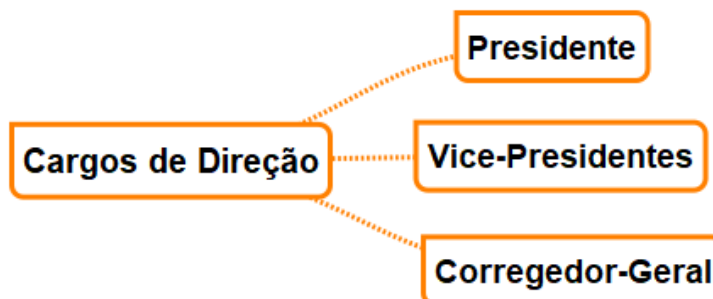 Presidente
Cargos de Direção
Vice-Presidentes
Corregedor-Geral